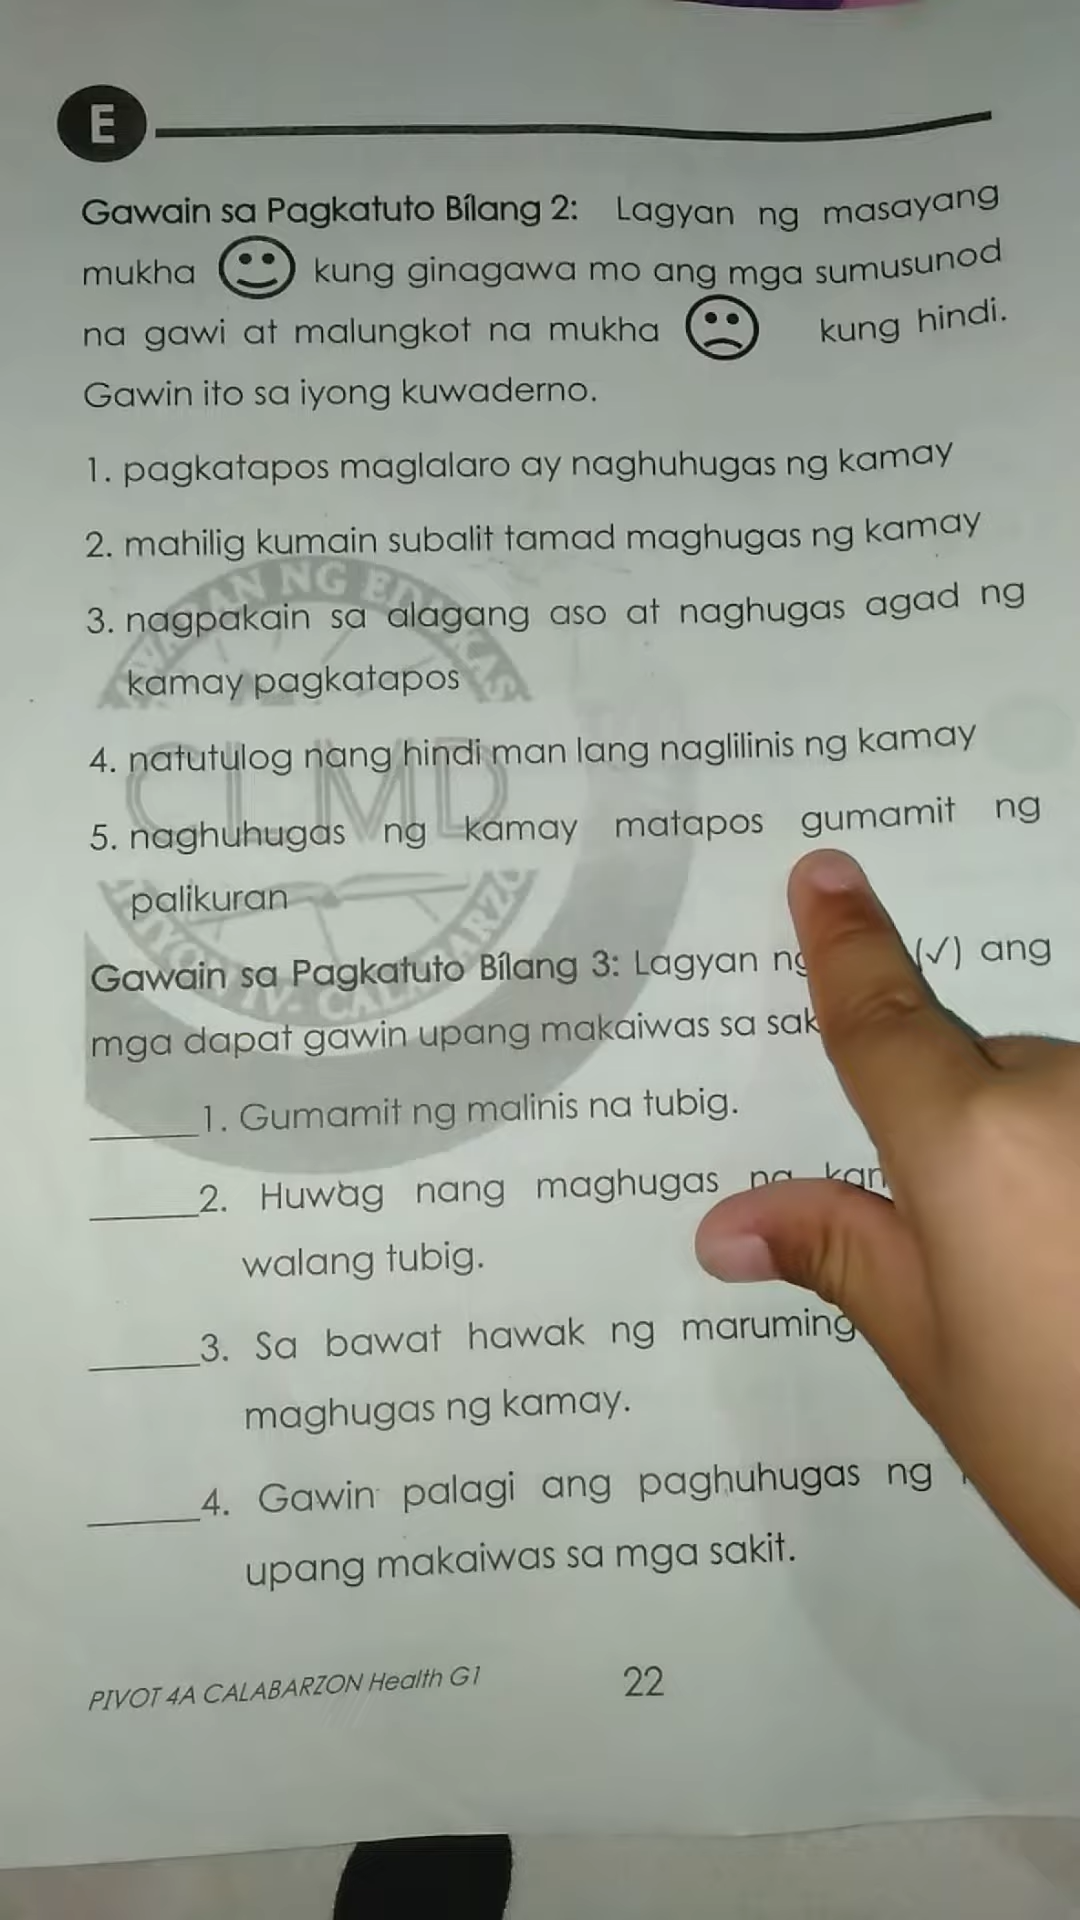 E
Gawain sa Pagkatuto Bílang 2: Lagyan ng masayang
mukha kung ginagawa mo ang mga sumusunod
na gawi at malungkot na mukha kung hindi.
Gawin ito sa iyong kuwaderno.
1. pagkatapos maglalaro ay naghuhugas ng kamay
2. mahilig kumain subalit tamad maghugas ng kamay
3. nagpakain sa alagang aso at naghugas agad ng
kamay pagkatapos
4. natutulog nang hindi man lang naglilinis ng kamay
5. naghuhugas ng kamay matapos gumamit ng
palikuran
Gawain sa Pagkatuto Bílang 3: Lagyan ng (✓) ang
mga dapat gawin upang makaiwas sa
1. Gumamit ng malinis na tubig.
2. Huwag nang maghugas
walang tubig.
3. Sa bawat hawak ng maruming
maghugas ng kamay.
4. Gawin palagi ang paghuhugas ng
upang makaiwas sa mga sakit.
PIVOT 4A CALABARZON Health G1 22
CLMD